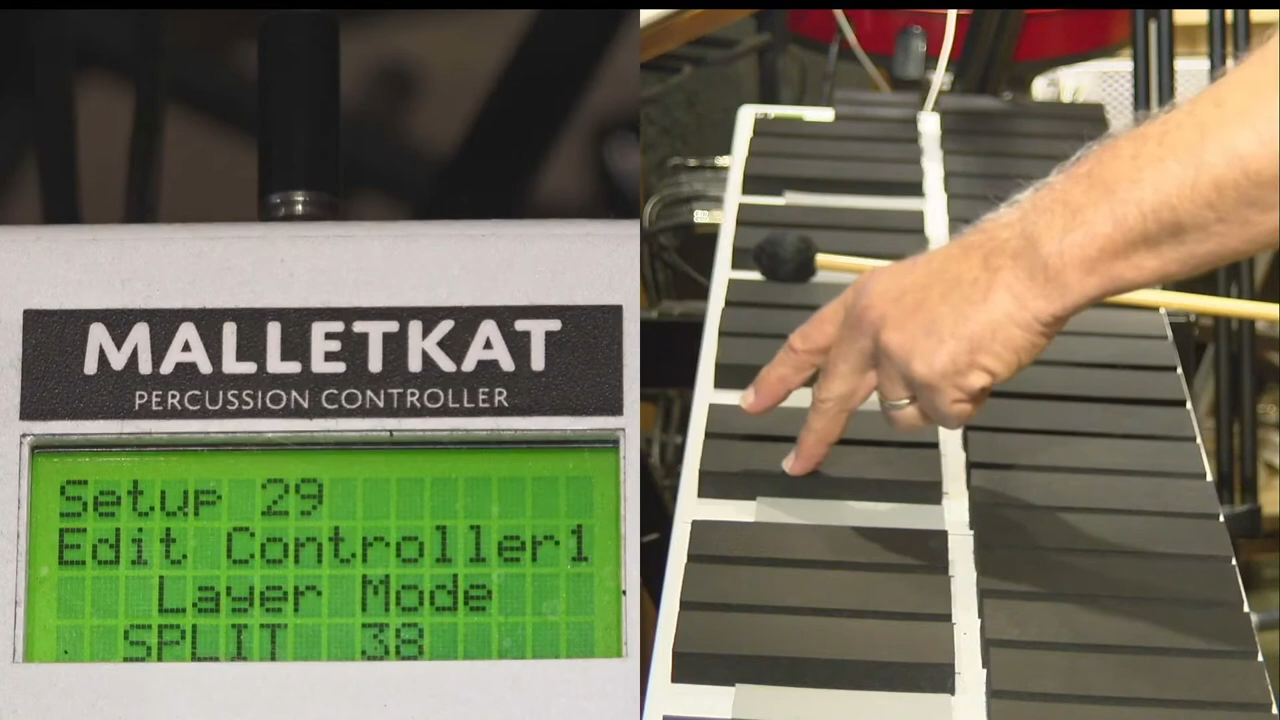 MALLETKAT
PERCUSSION CONTROLLER
Setup 29
Edit Controller1
Layer Mode
SPLIT 38